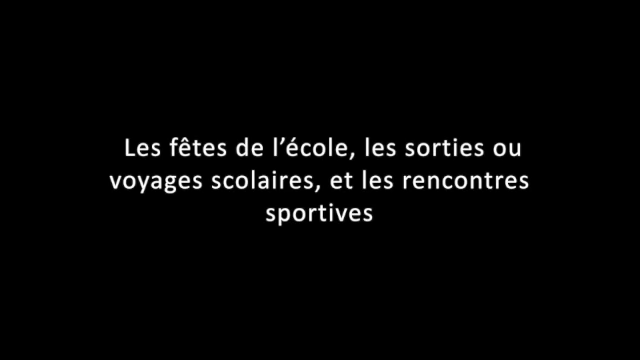 Les fêtes de l’école, les sorties ou
voyages scolaires, et les rencontres
sportives